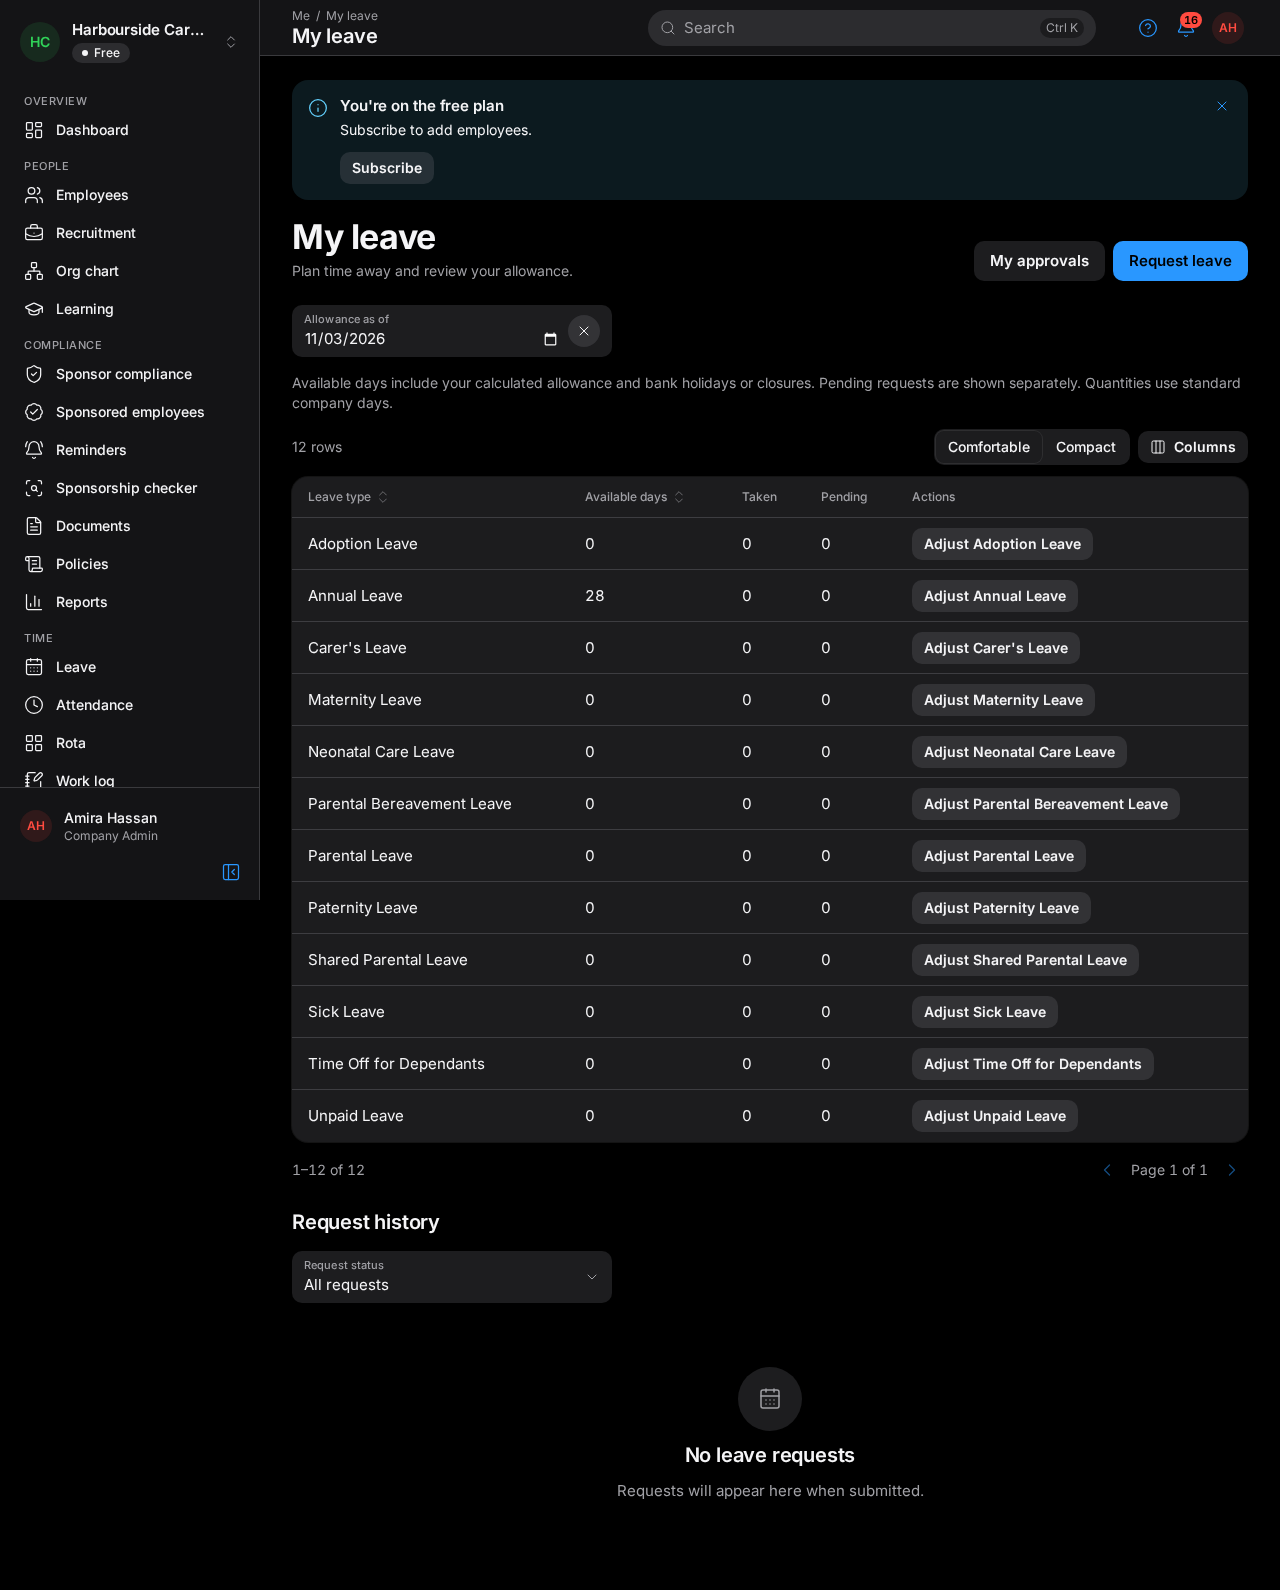 HC
Harbourside Car...
Free
OVERVIEW
Dashboard
PEOPLE
Employees
Recruitment
Org chart
Learning
COMPLIANCE
Sponsor compliance
Sponsored employees
Reminders
Sponsorship checker
Documents
Policies
Reports
TIME
Leave
Attendance
Rota
Work log
AH
Amira Hassan
Company Admin
Me / My leave
My leave
Search
Ctrl K
16
AH
You're on the free plan
Subscribe to add employees.
Subscribe
My leave
Plan time away and review your allowance.
My approvals
Request leave
Allowance as of
11/03/2026
Available days include your calculated allowance and bank holidays or closures. Pending requests are shown separately. Quantities use standard
company days.
12 rows
Comfortable
Compact
Columns
Leave type Available days Taken Pending Actions
Adoption Leave 0 0 0 Adjust Adoption Leave
Annual Leave 28 0 0 Adjust Annual Leave
Carer's Leave 0 0 0 Adjust Carer's Leave
Maternity Leave 0 0 0 Adjust Maternity Leave
Neonatal Care Leave 0 0 0 Adjust Neonatal Care Leave
Parental Bereavement Leave 0 0 0 Adjust Parental Bereavement Leave
Parental Leave 0 0 0 Adjust Parental Leave
Paternity Leave 0 0 0 Adjust Paternity Leave
Shared Parental Leave 0 0 0 Adjust Shared Parental Leave
Sick Leave 0 0 0 Adjust Sick Leave
Time Off for Dependants 0 0 0 Adjust Time Off for Dependants
Unpaid Leave 0 0 0 Adjust Unpaid Leave
1–12 of 12
Page 1 of 1
Request history
Request status
All requests
No leave requests
Requests will appear here when submitted.